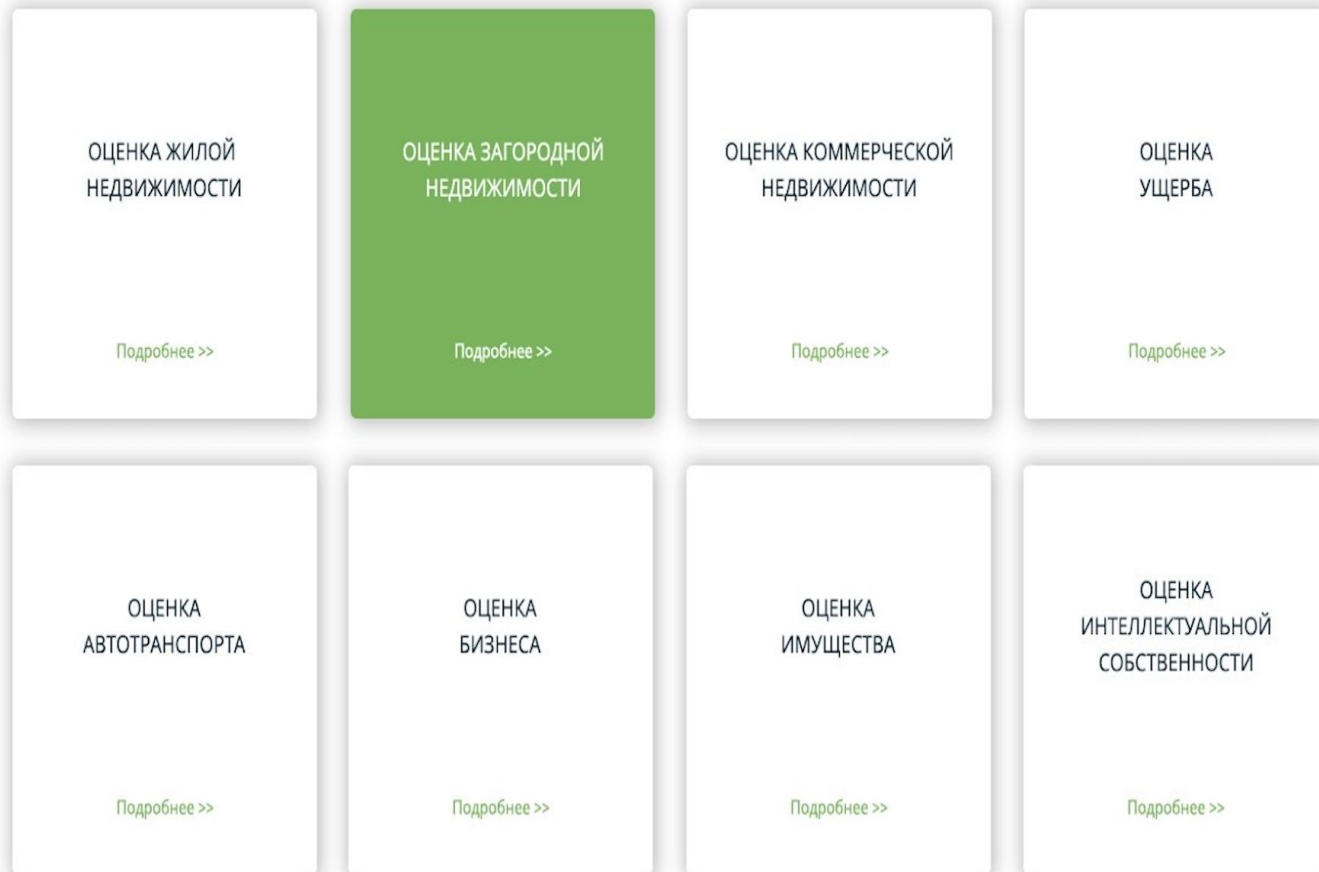 ОЦЕНКА ЖИЛОЙ
НЕДВИЖИМОСТИ
Подробнее >>
ОЦЕНКА ЗАГОРОДНОЙ
НЕДВИЖИМОСТИ
Подробнее >>
ОЦЕНКА КОММЕРЧЕСКОЙ
НЕДВИЖИМОСТИ
Подробнее >>
ОЦЕНКА
УЩЕРБА
Подробнее >>
ОЦЕНКА
АВТОТРАНСПОРТА
Подробнее >>
ОЦЕНКА
БИЗНЕСА
Подробнее >>
ОЦЕНКА
ИМУЩЕСТВА
Подробнее >>
ОЦЕНКА
ИНТЕЛЛЕКТУАЛЬНОЙ
СОБСТВЕННОСТИ
Подробнее >>